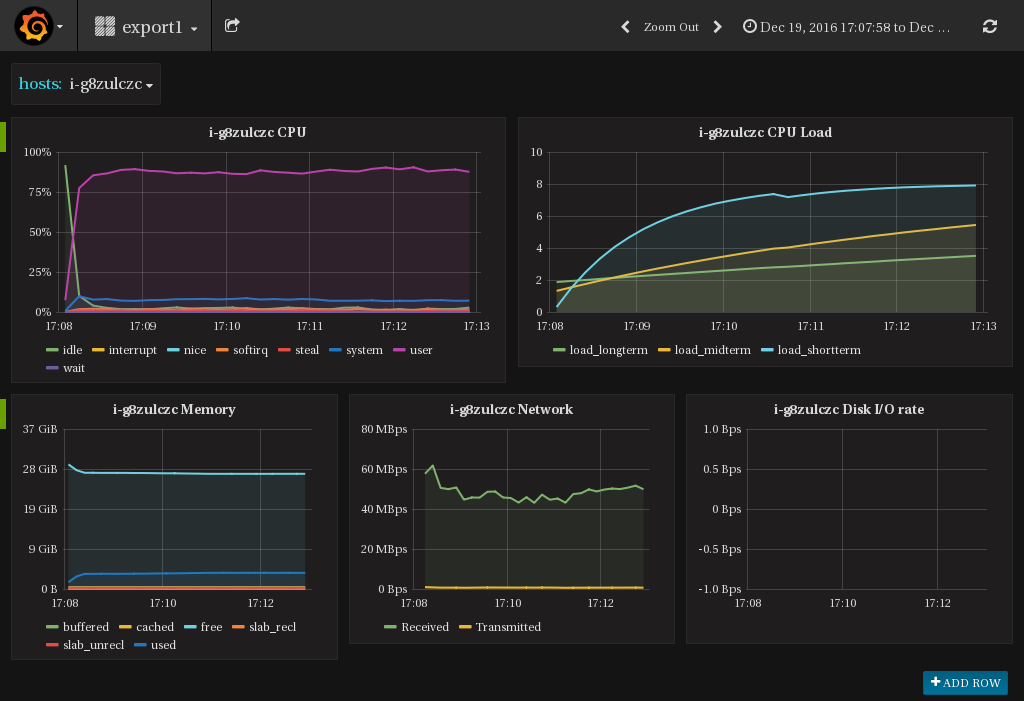 export1
Zoom Out
Dec 19, 2016 17:07:58 to Dec ...
hosts: i-g8zulczc
i-g8zulczc CPU
100%
75%
50%
25%
0%
17:08 17:09 17:10 17:11 17:12 17:13
idle interrupt nice softirq steal system user
wait
i-g8zulczc CPU Load
10
8
6
4
2
0
17:08 17:09 17:10 17:11 17:12 17:13
load_longterm load_midterm load_shortterm
i-g8zulczc Memory
37 GiB
28 GiB
19 GiB
9 GiB
0 B
17:08 17:10 17:12
buffered cached free slab_recl
slab_unrecl used
i-g8zulczc Network
80 MBps
60 MBps
40 MBps
20 MBps
0 Bps
17:08 17:10 17:12
Received Transmitted
i-g8zulczc Disk I/O rate
1.0 Bps
0.5 Bps
0 Bps
-0.5 Bps
-1.0 Bps
17:08 17:10 17:12
ADD ROW